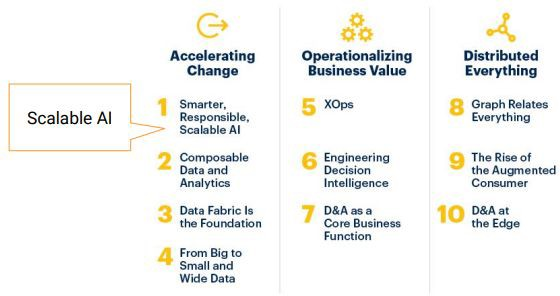 Scalable AI
Accelerating
Change
1 Smarter,
Responsible,
Scalable AI
2 Composable
Data and
Analytics
3 Data Fabric Is
the Foundation
4 From Big to
Small and
Wide Data
Operationalizing
Business Value
5 XOps
6 Engineering
Decision
Intelligence
7 D&A as a
Core Business
Function
Distributed
Everything
8 Graph Relates
Everything
9 The Rise of
the Augmented
Consumer
10 D&A at
the Edge